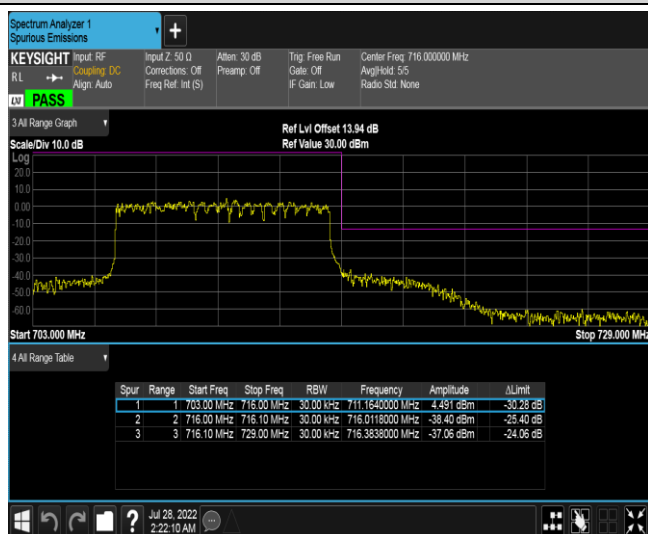 Spectrum Analyzer 1
Spurious Emissions
+
KEYSIGHT Input: RF Input Z: 50 Ω Atten: 30 dB Trig: Free Run Center Freq: 716.000000 MHz
RL Coupling: DC Corrections: Off Preamp: Off Gate: Off Avg|Hold: 5/5
Align: Auto Freq Ref: Int (S) IF Gain: Low Radio Std: None
LXI PASS
3 All Range Graph
Ref Lvl Offset 13.94 dB
Scale/Div 10.0 dB Ref Value 30.00 dBm
Log
20.0
10.0
0.00
-10.0
-20.0
-30.0
-40.0
-50.0
-60.0
Start 703.000 MHz Stop 729.000 MHz
4 All Range Table
Spur Range Start Freq Stop Freq RBW Frequency Amplitude ΔLimit
1 1 703.00 MHz 716.00 MHz 30.00 kHz 711.1640000 MHz 4.491 dBm -30.28 dB
2 2 716.00 MHz 716.10 MHz 30.00 kHz 716.0118000 MHz -38.40 dBm -25.40 dB
3 3 716.10 MHz 729.00 MHz 30.00 kHz 716.3838000 MHz -37.06 dBm -24.06 dB
? Jul 28, 2022
2:22:10 AM